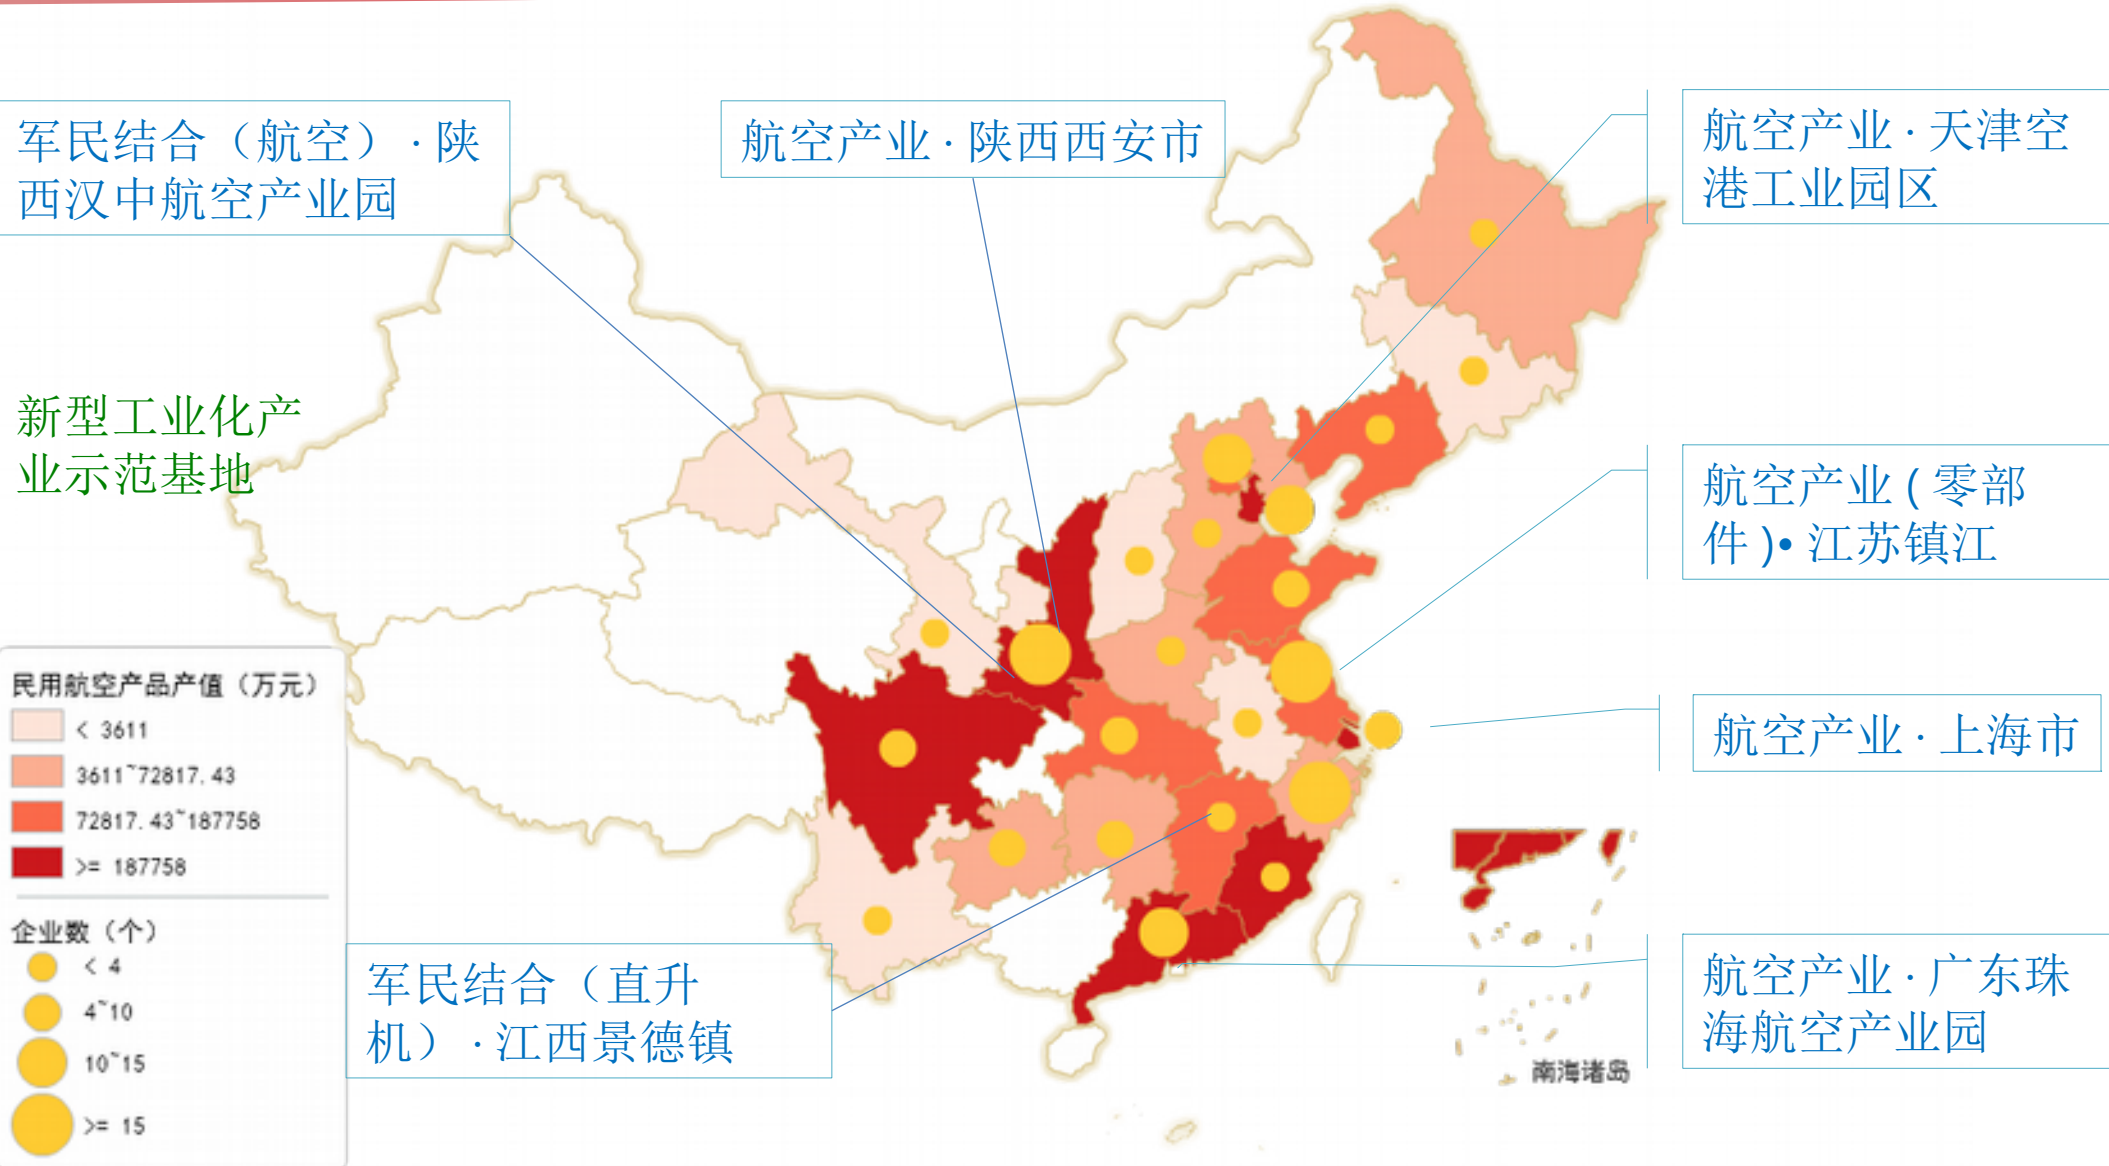 军民结合（航空）·陕
西汉中航空产业园
航空产业·陕西西安市
航空产业·天津空
港工业园区
新型工业化产
业示范基地
航空产业(零部
件)•江苏镇江
航空产业·上海市
民用航空产品产值（万元）
< 3611
3611~72817.43
72817.43~187758
>= 187758
企业数（个）
< 4
4~10
10~15
>= 15
军民结合（直升
机）·江西景德镇
航空产业·广东珠
海航空产业园
南海诸岛